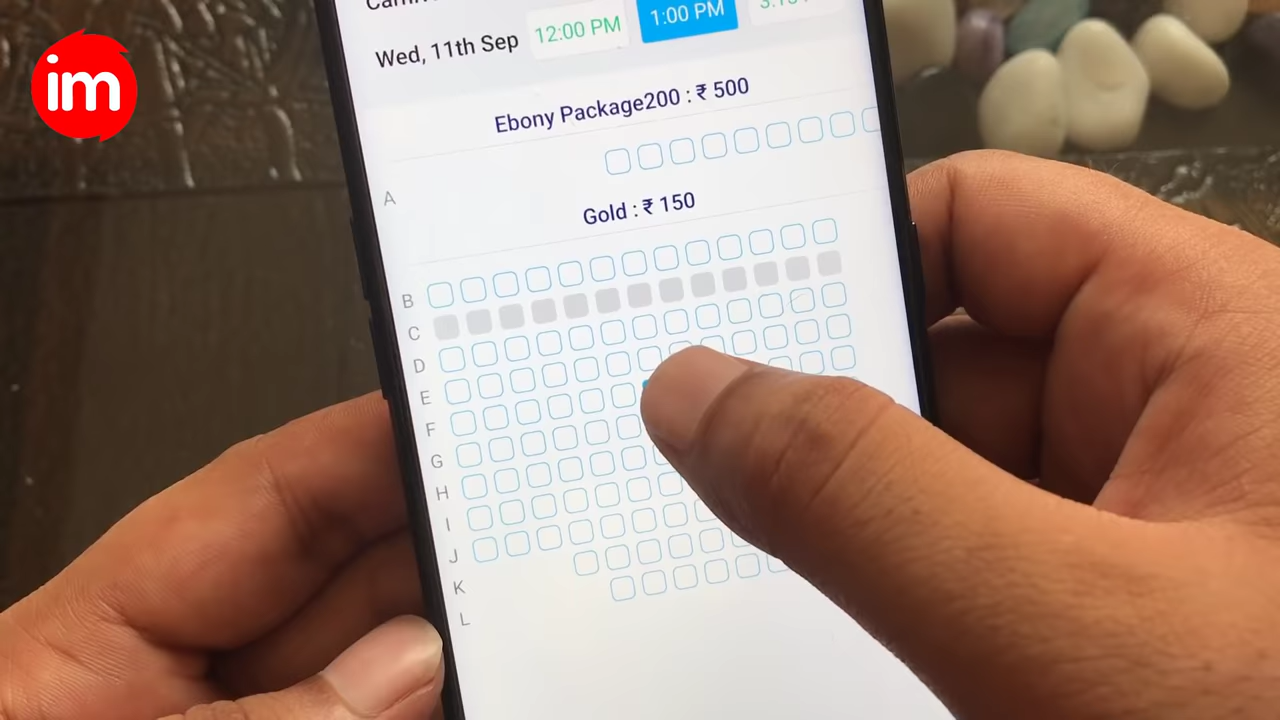 im
Wed, 11th Sep 12:00 PM 1:00 PM
Ebony Package200 : ₹ 500
A
Gold : ₹ 150
B
C
D
E
F
G
H
I
J
K
L